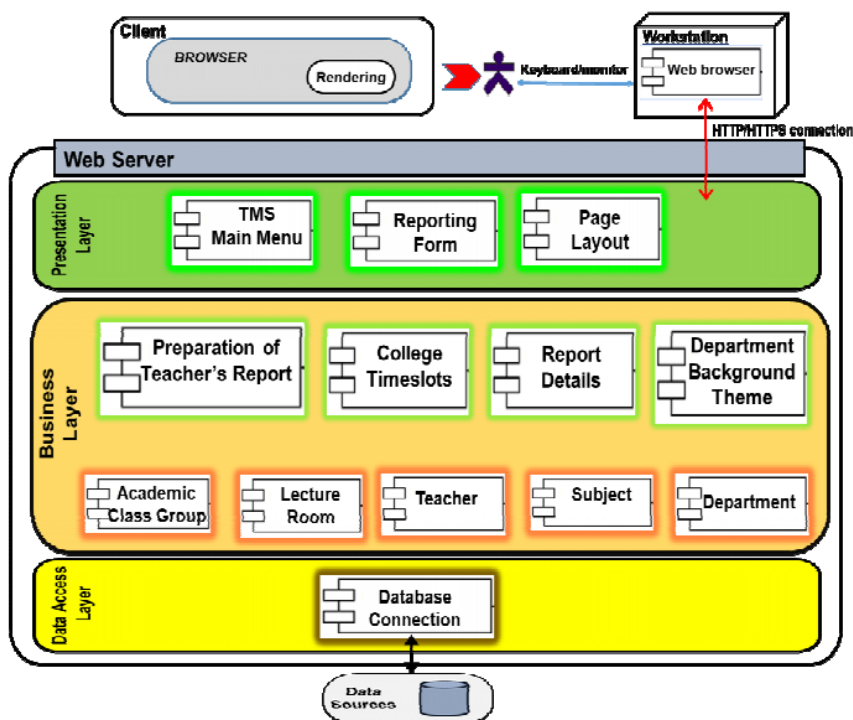 Client
BROWSER
Rendering
Keyboard/monitor
Workstation
Web browser
HTTP/HTTPS connection
Web Server
Presentation
Layer
TMS
Main Menu
Reporting
Form
Page
Layout
Business
Layer
Preparation of
Teacher's Report
College
Timeslots
Report
Details
Department
Background
Theme
Academic
Class Group
Lecture
Room
Teacher
Subject
Department
Data Access
Layer
Database
Connection
Data
Sources